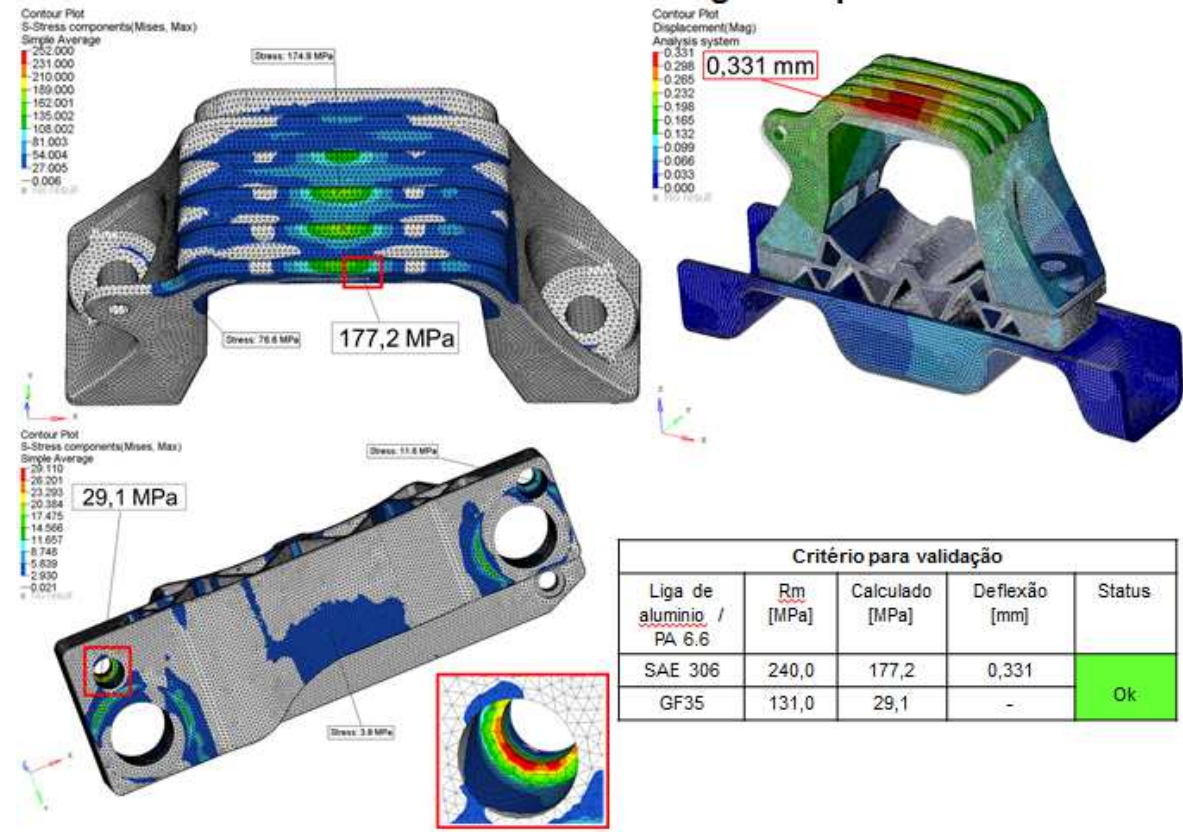 Contour Plot
S-Stress components(Mises, Max)
Simple Average
252.000
231.000
210.000
189.000
162.001
135.002
108.002
81.003
54.004
27.005
0.006
No result
Stress: 174.9 MPa
Stress: 76.6 MPa
177,2 MPa
Y
X
Contour Plot
Displacement(Mag)
Analysis system
0.331
0.298
0.265
0.232
0.198
0.165
0.132
0.099
0.066
0.033
0.000
No result
0,331 mm
Z
Y
X
Contour Plot
S-Stress components(Mises, Max)
Simple Average
29.110
26.201
23.293
20.384
17.475
14.566
11.657
8.748
5.839
2.930
0.021
No result
29,1 MPa
Stress: 11.6 MPa
Stress: 3.8 MPa
Critério para validação
Liga de aluminio / PA 6.6
Rm [MPa]
Calculado [MPa]
Deflexão [mm]
Status
SAE 306 240,0 177,2 0,331
Ok
GF35 131,0 29,1 -